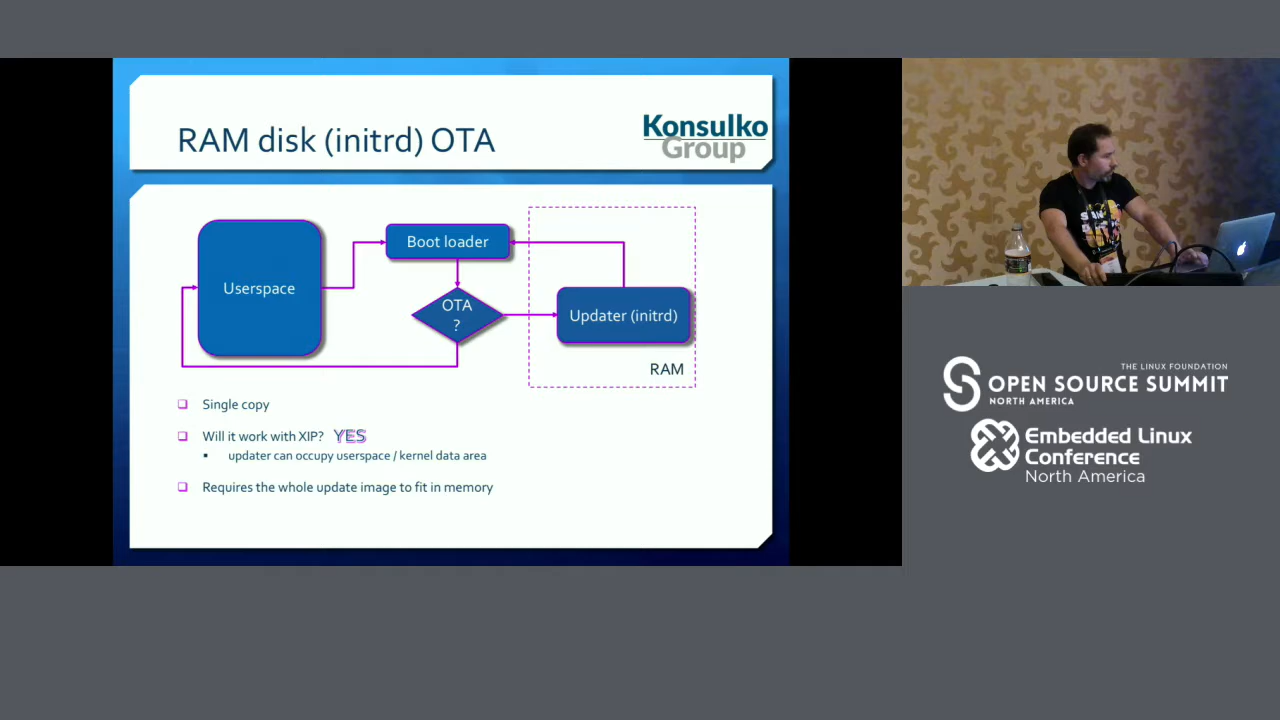 RAM disk (initrd) OTA
Konsulko
Group
Userspace
Boot loader
OTA
?
Updater (initrd)
RAM
Single copy
Will it work with XIP? YES
updater can occupy userspace / kernel data area
Requires the whole update image to fit in memory
THE LINUX FOUNDATION
OPEN SOURCE SUMMIT
NORTH AMERICA
Embedded Linux
Conference
North America